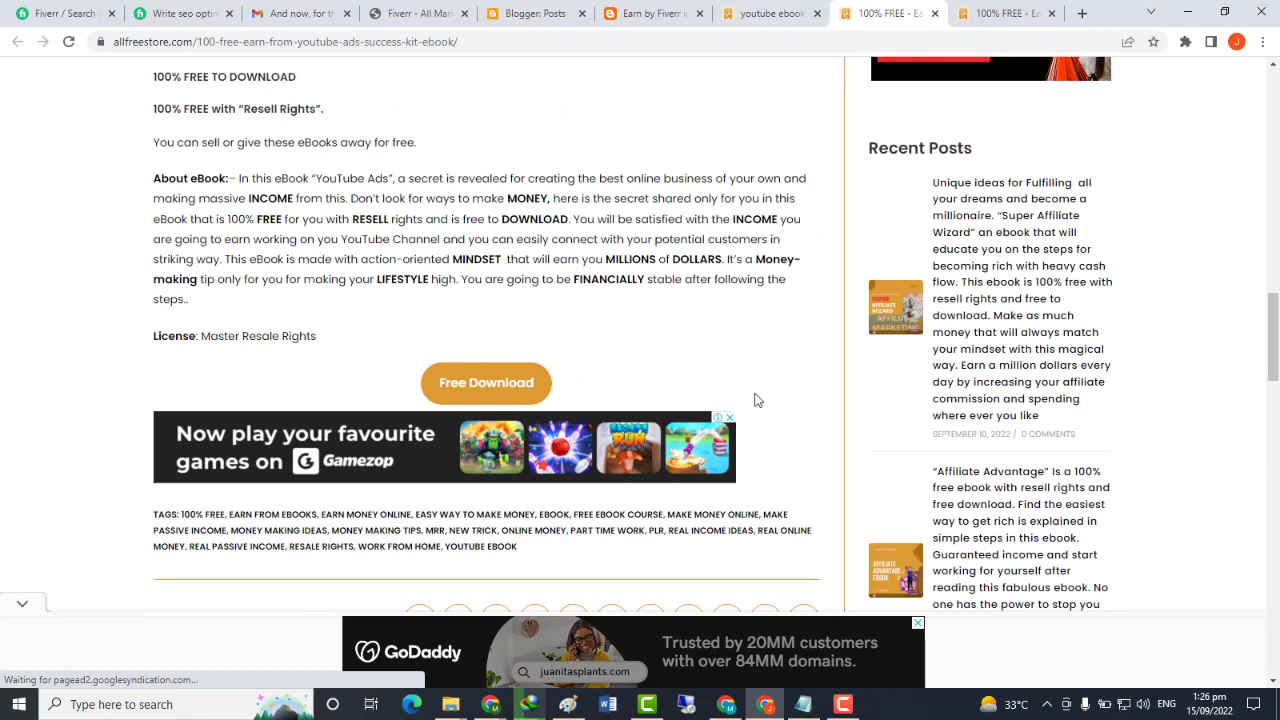 Fiver, for th
Writing ideas
Gmail (All an
Fiverr - All Mark
Blogger Posts
Earn by Fiverr i
youtube eboo
100% FREE - Ea
100% FREE - Ea
allfreestore.com/100-free-earn-from-youtube-ads-success-kit-ebook/
J
100% FREE TO DOWNLOAD
100% FREE with “Resell Rights”.
You can sell or give these eBooks away for free.
About eBook:– In this eBook “YouTube Ads”, a secret is revealed for creating the best online business of your own and
making massive INCOME from this. Don’t look for ways to make MONEY, here is the secret shared only for you in this
eBook that is 100% FREE for you with RESELL rights and is free to DOWNLOAD. You will be satisfied with the INCOME you
are going to earn working on you YouTube Channel and you can easily connect with your potential customers in
striking way. This eBook is made with action-oriented MINDSET that will earn you MILLIONS of DOLLARS. It’s a Money-
making tip only for you for making your LIFESTYLE high. You are going to be FINANCIALLY stable after following the
steps..
License: Master Resale Rights
Free Download
Now play your favourite
games on G Gamezop
TAGS: 100% FREE, EARN FROM EBOOKS, EARN MONEY ONLINE, EASY WAY TO MAKE MONEY, EBOOK, FREE EBOOK COURSE, MAKE MONEY ONLINE, MAKE
PASSIVE INCOME, MONEY MAKING IDEAS, MONEY MAKING TIPS, MRR, NEW TRICK, ONLINE MONEY, PART TIME WORK, PLR, REAL INCOME IDEAS, REAL ONLINE
MONEY, REAL PASSIVE INCOME, RESALE RIGHTS, WORK FROM HOME, YOUTUBE EBOOK
Recent Posts
Unique ideas for Fulfilling all
your dreams and become a
millionaire. “Super Affiliate
Wizard” an ebook that will
educate you on the steps for
becoming rich with heavy cash
flow. This ebook is 100% free with
resell rights and free to
download. Make as much
money that will always match
your mindset with this magical
way. Earn a million dollars every
day by increasing your affiliate
commission and spending
where ever you like
SEPTEMBER 10, 2022 / 0 COMMENTS
SUPER
AFFILIATE
WIZARD
AFFILIA
MARKETING
“Affiliate Advantage” Is a 100%
free ebook with resell rights and
free download. Find the easiest
way to get rich is explained in
simple steps in this ebook.
Guaranteed income and start
working for yourself after
reading this fabulous ebook. No
one has the power to stop you
AFFILIATE
ADVANTAGE
EBOOK
GoDaddy
juanitasplants.com
Trusted by 20MM customers
with over 84MM domains.
Waiting for pagead2.googlesyndication.com...
Type here to search
33°C
ENG
1:26 pm
15/09/2022